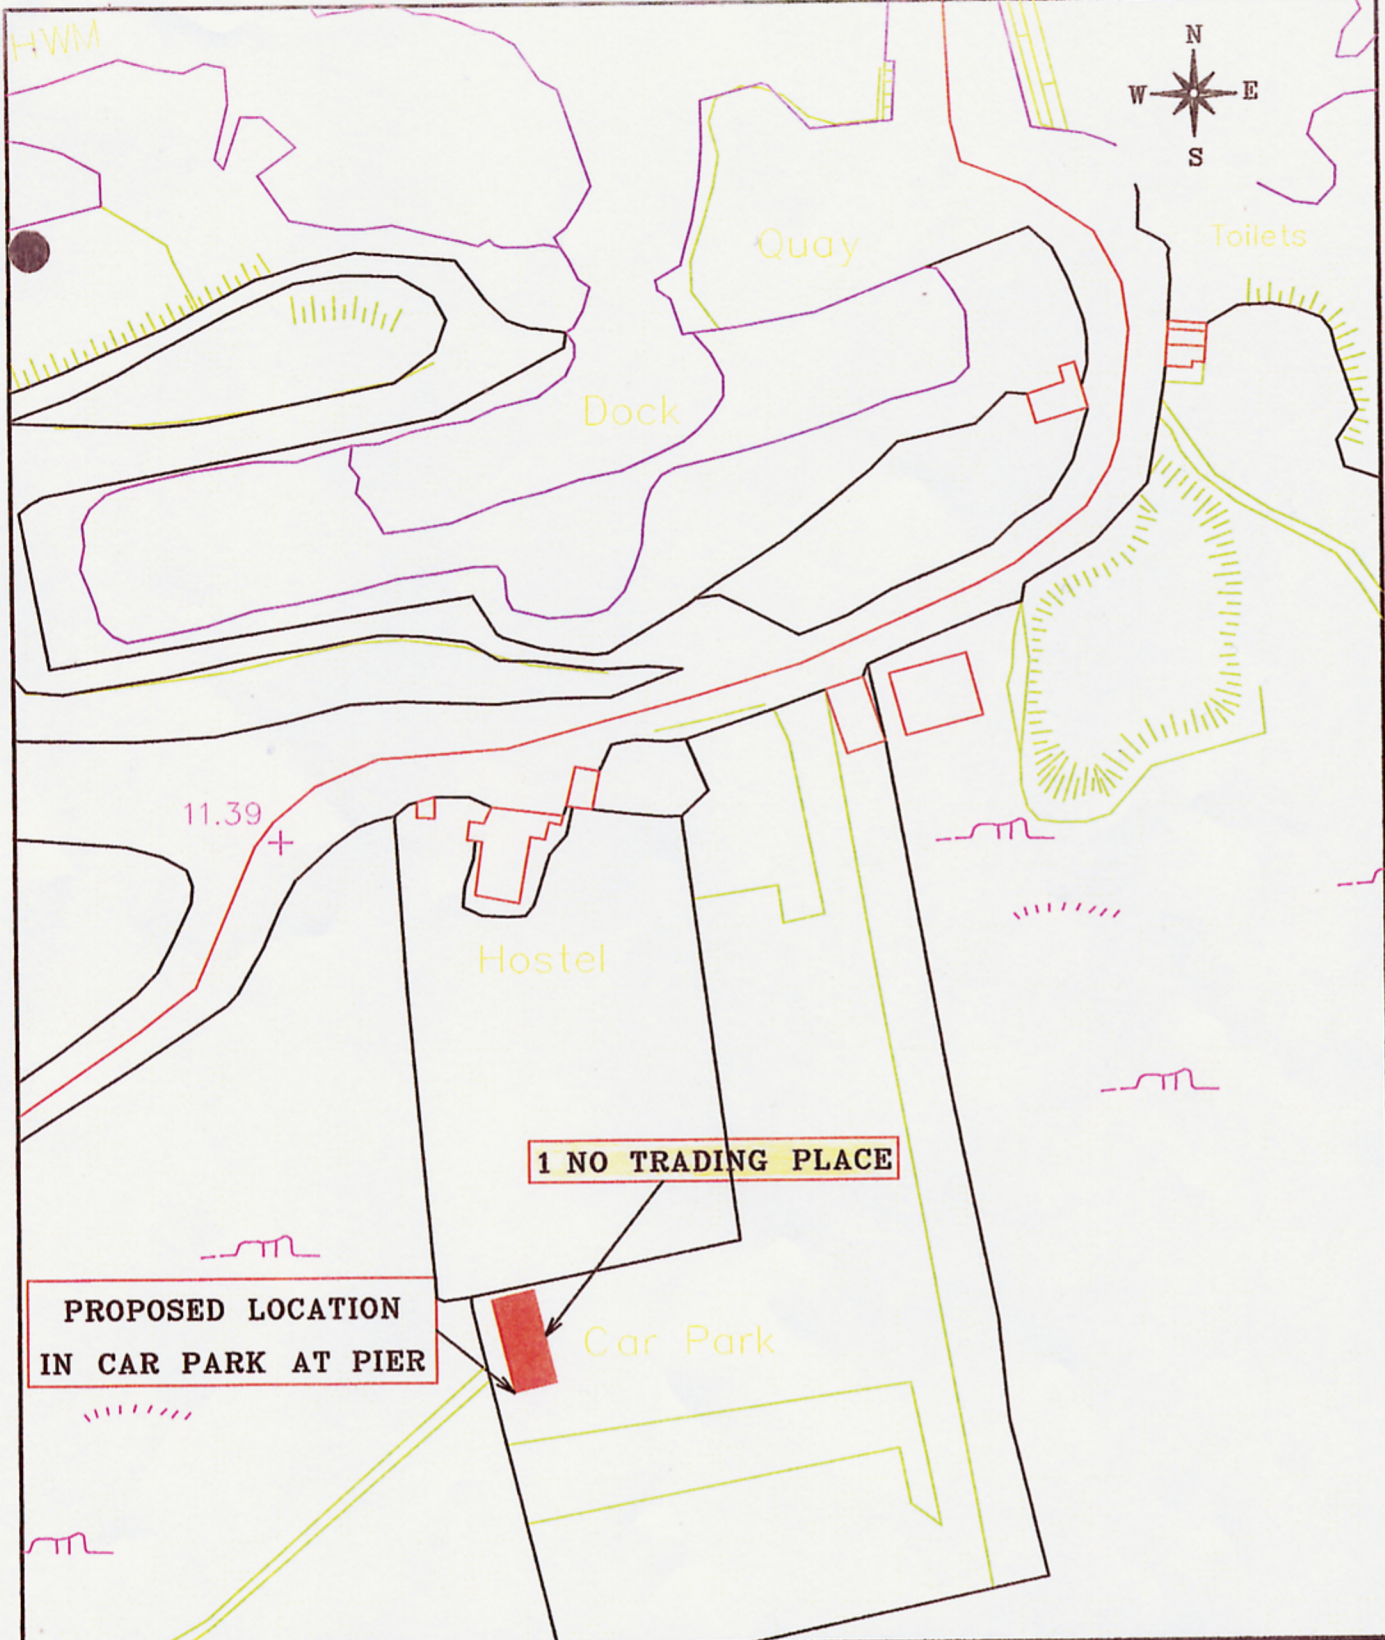 HWM
N
W E
S
Toilets
Quay
Dock
11.39
Hostel
1 NO TRADING PLACE
PROPOSED LOCATION
IN CAR PARK AT PIER
Car Park